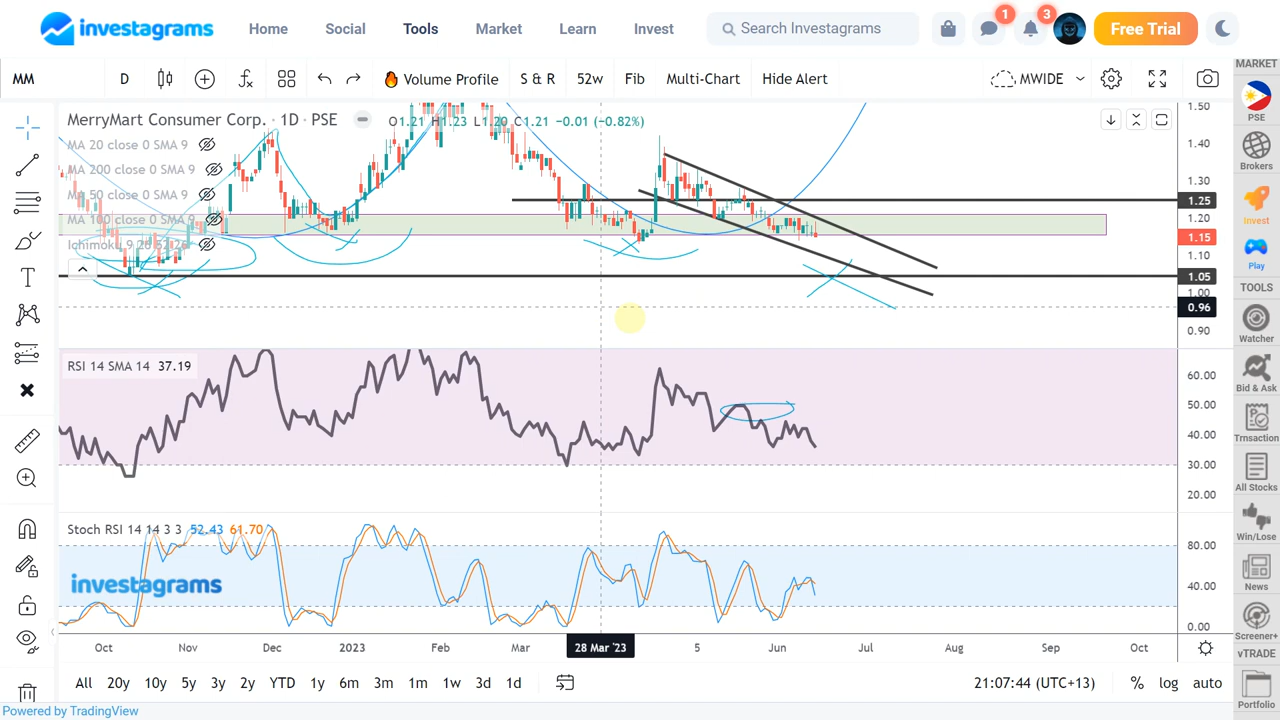 investagrams Home Social Tools Market Learn Invest Search Investagrams 1 3 Free Trial
MM D Volume Profile S & R 52w Fib Multi-Chart Hide Alert MWIDE
MARKET
MerryMart Consumer Corp. · 1D · PSE O1.21 H1.23 L1.20 C1.21 −0.01 (−0.82%)
MA 20 close 0 SMA 9
MA 200 close 0 SMA 9
MA 50 close 0 SMA 9
MA 100 close 0 SMA 9
Ichimoku 9 26 52 26
1.50
1.40
1.30
1.25
1.20
1.15
1.10
1.05
1.00
0.96
0.90
RSI 14 SMA 14 37.19
60.00
50.00
40.00
30.00
20.00
Stoch RSI 14 14 3 3 52.43 61.70
80.00
40.00
0.00
investagrams
Oct Nov Dec 2023 Feb Mar 28 Mar '23 5 Jun Jul Aug Sep Oct
All 20y 10y 5y 3y 2y YTD 1y 6m 3m 1m 1w 3d 1d 21:07:44 (UTC+13) % log auto
Powered by TradingView
PSE
Brokers
Invest
Play
TOOLS
Watcher
Bid & Ask
Trnsaction
All Stocks
Win/Lose
News
Screener+
vTRADE
Portfolio